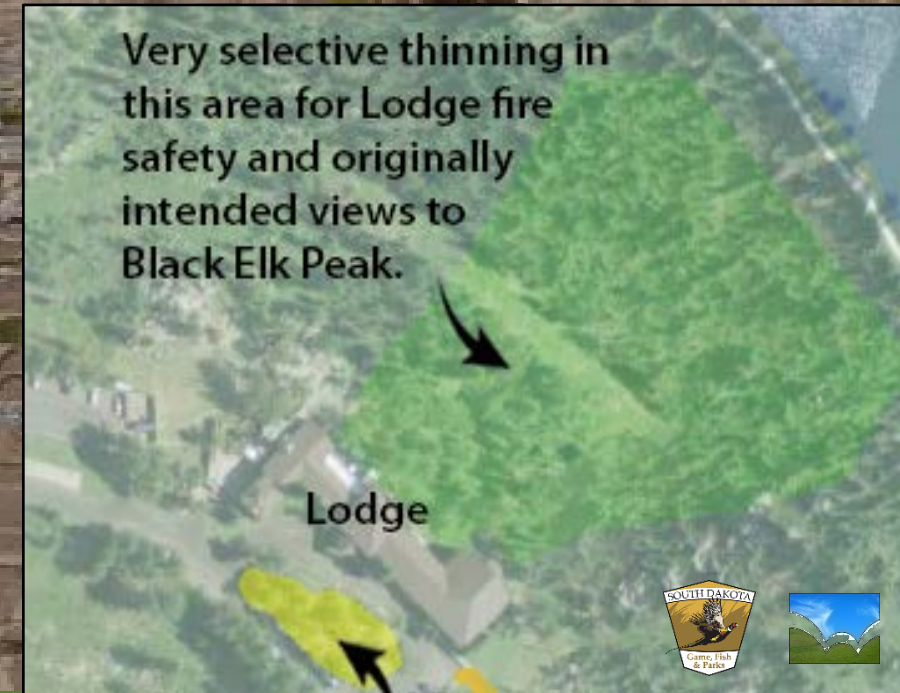 Very selective thinning in
this area for Lodge fire
safety and originally
intended views to
Black Elk Peak.
Lodge
SOUTH DAKOTA
Game, Fish
& Parks